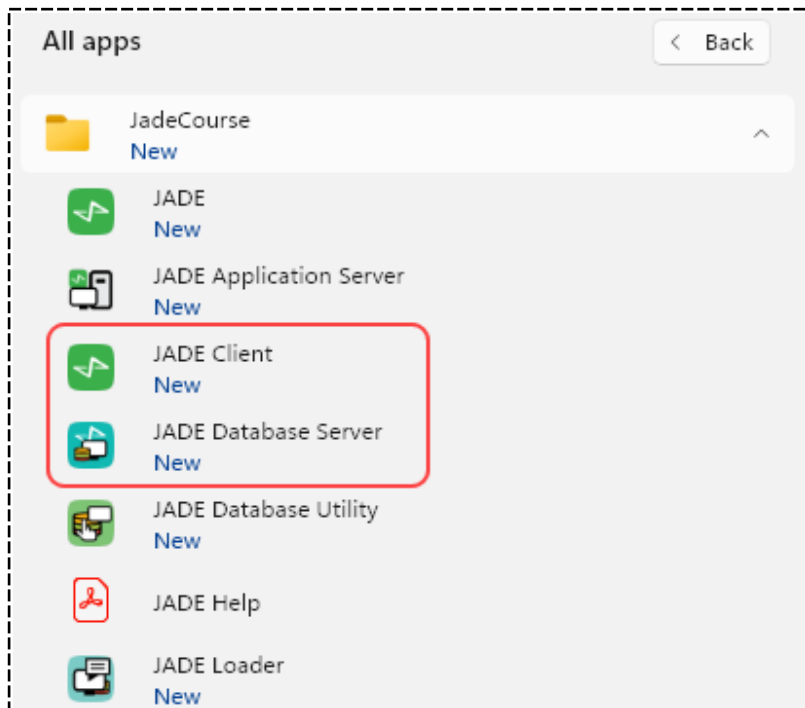 All apps
Back
JadeCourse
New
JADE
New
JADE Application Server
New
JADE Client
New
JADE Database Server
New
JADE Database Utility
New
JADE Help
JADE Loader
New